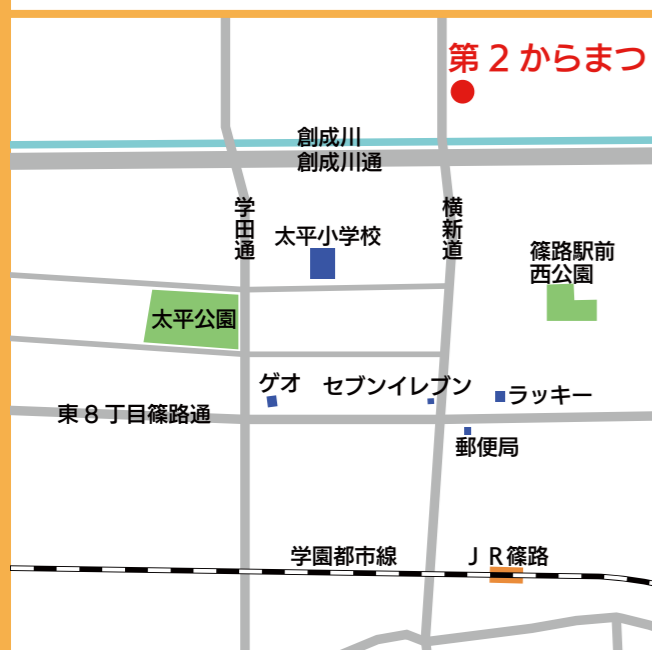 第２からまつ
創成川
創成川通
学田通
横新道
太平小学校
篠路駅前
西公園
太平公園
ゲオ
セブンイレブン
ラッキー
東８丁目篠路通
郵便局
学園都市線
ＪＲ篠路